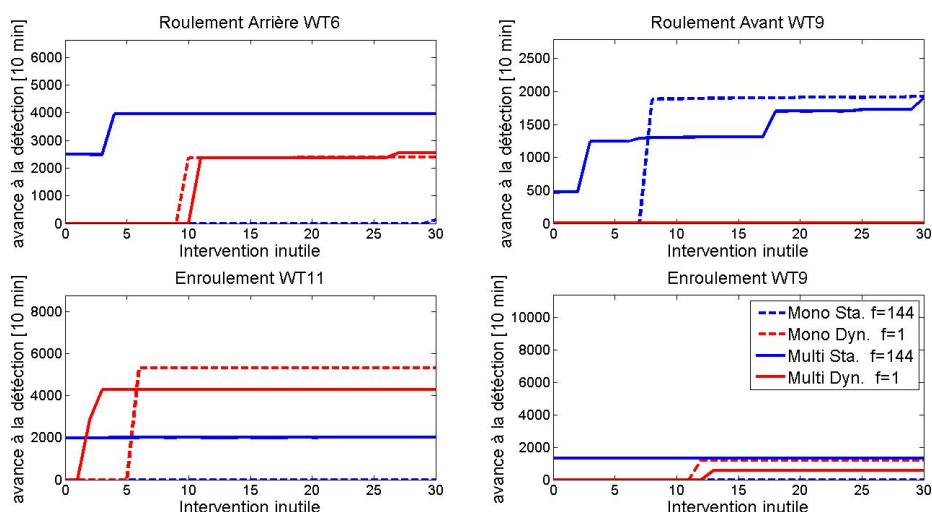 Roulement Arrière WT6
avance à la détéction [10 min]
6000
5000
4000
3000
2000
1000
0
0 5 10 15 20 25 30
Intervention inutile
Roulement Avant WT9
avance à la détéction [10 min]
2500
2000
1500
1000
500
0
0 5 10 15 20 25 30
Intervention inutile
Enroulement WT11
avance à la détéction [10 min]
8000
6000
4000
2000
0
0 5 10 15 20 25 30
Intervention inutile
Enroulement WT9
avance à la détéction [10 min]
10000
8000
6000
4000
2000
0
0 5 10 15 20 25 30
Intervention inutile
Mono Sta. f=144
Mono Dyn. f=1
Multi Sta. f=144
Multi Dyn. f=1